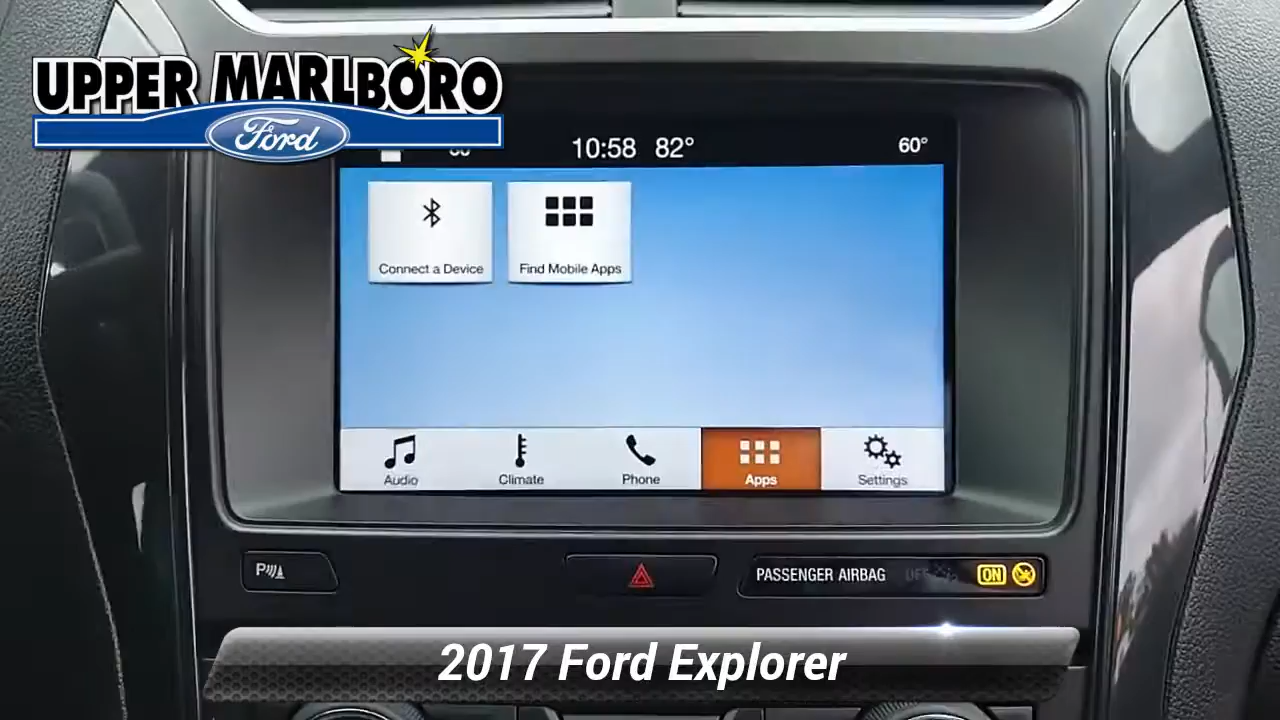 UPPER MARLBORO
Ford
10:58 82° 60°
Connect a Device Find Mobile Apps
Audio Climate Phone Apps Settings
P PASSENGER AIRBAG OFF ON
2017 Ford Explorer